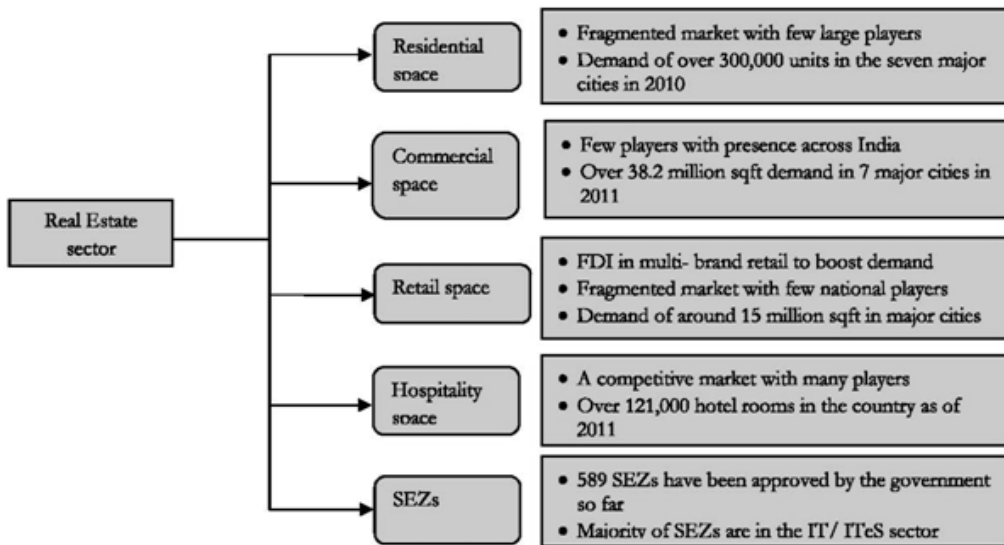 Real Estate
sector
Residential
space
• Fragmented market with few large players
• Demand of over 300,000 units in the seven major
cities in 2010
Commercial
space
• Few players with presence across India
• Over 38.2 million sqft demand in 7 major cities in
2011
Retail space
• FDI in multi- brand retail to boost demand
• Fragmented market with few national players
• Demand of around 15 million sqft in major cities
Hospitality
space
• A competitive market with many players
• Over 121,000 hotel rooms in the country as of
2011
SEZs
• 589 SEZs have been approved by the government
so far
• Majority of SEZs are in the IT/ ITeS sector